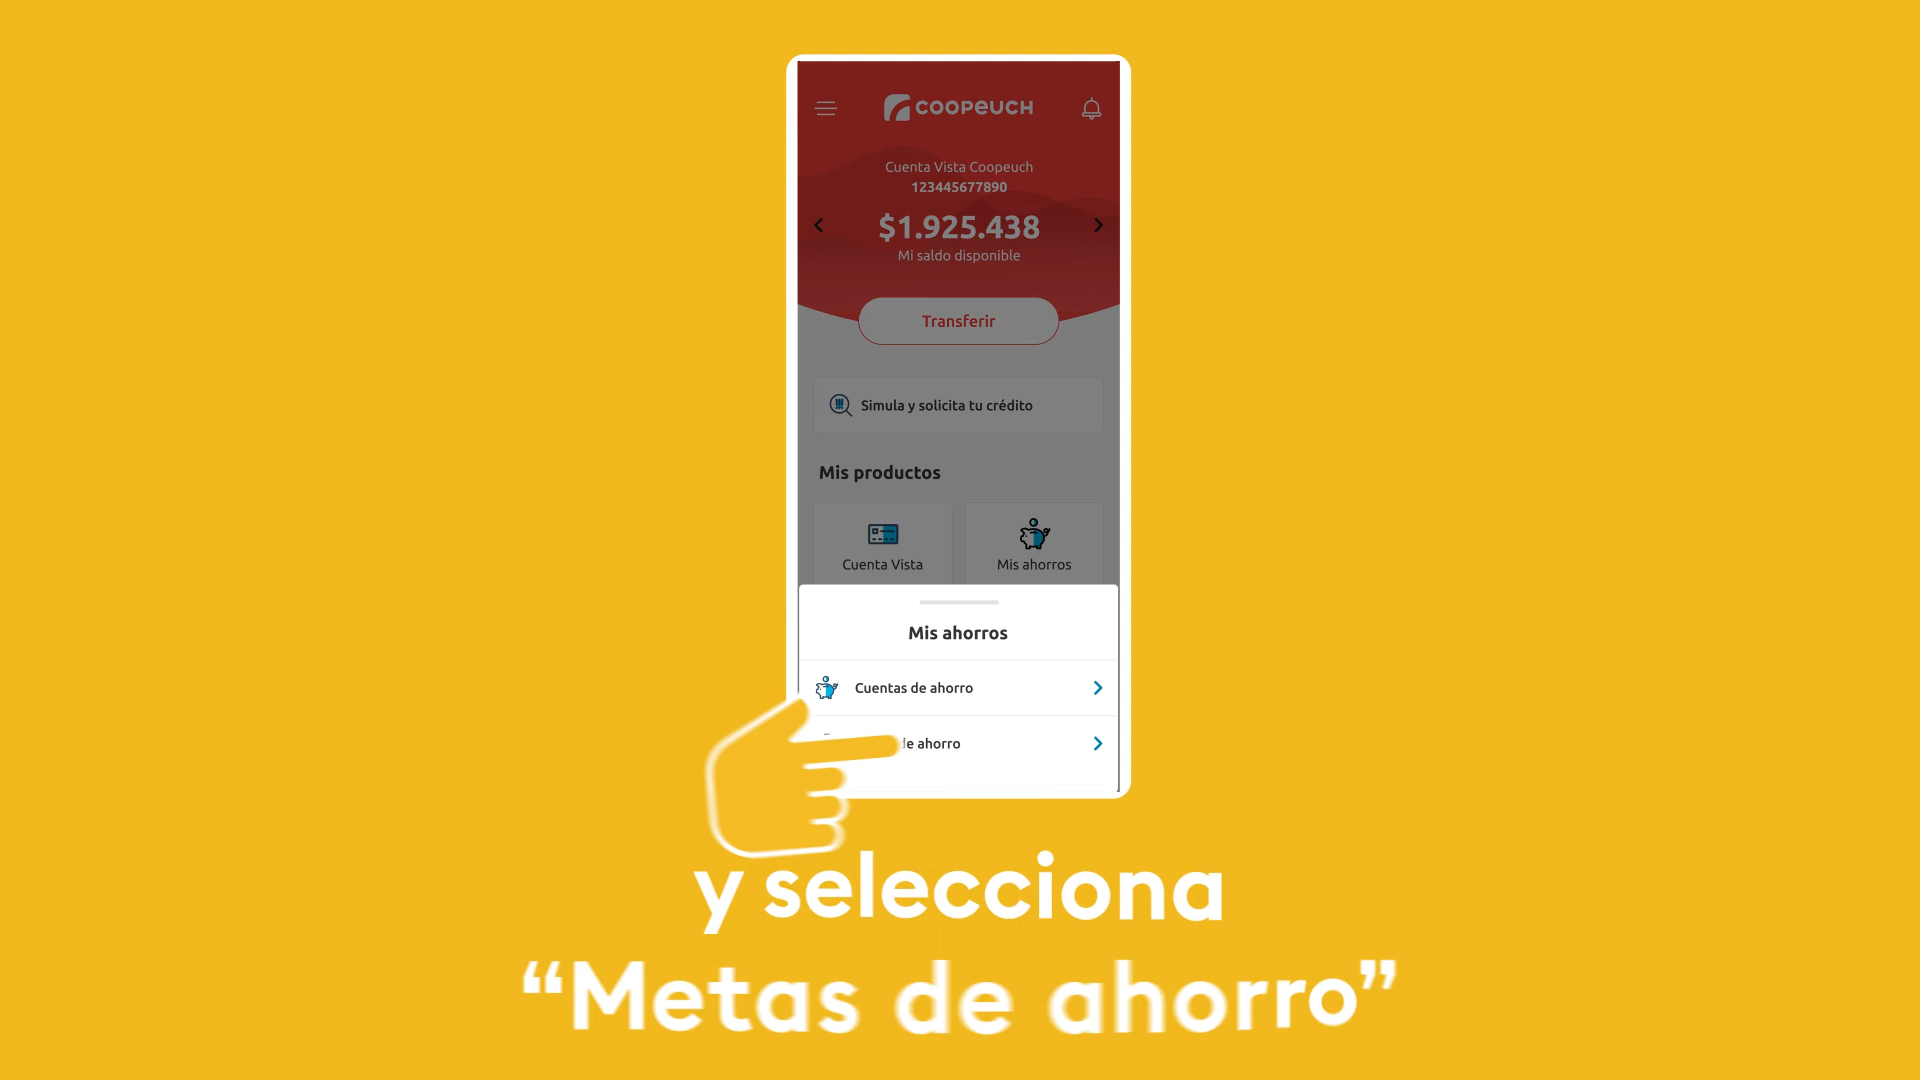 COOPEUCH
Cuenta Vista Coopeuch
123445677890
$1.925.438
Mi saldo disponible
Transferir
Simula y solicita tu crédito
Mis productos
Cuenta Vista
Mis ahorros
Mis ahorros
Cuentas de ahorro
de ahorro
y selecciona
“Metas de ahorro”